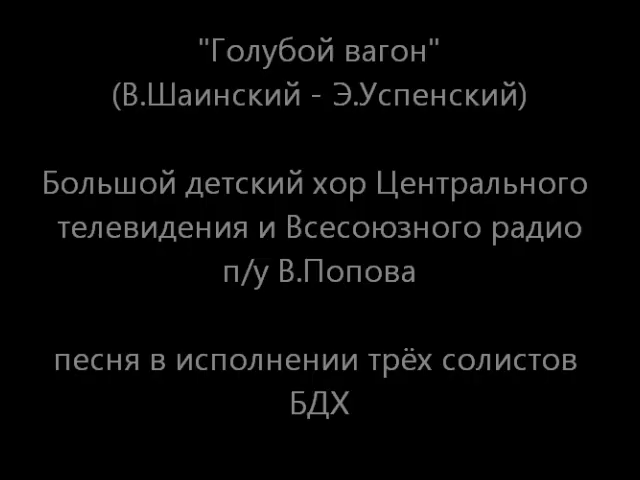 "Голубой вагон"
(В.Шаинский - Э.Успенский)
Большой детский хор Центрального
телевидения и Всесоюзного радио
п/у В.Попова
песня в исполнении трёх солистов
БДХ